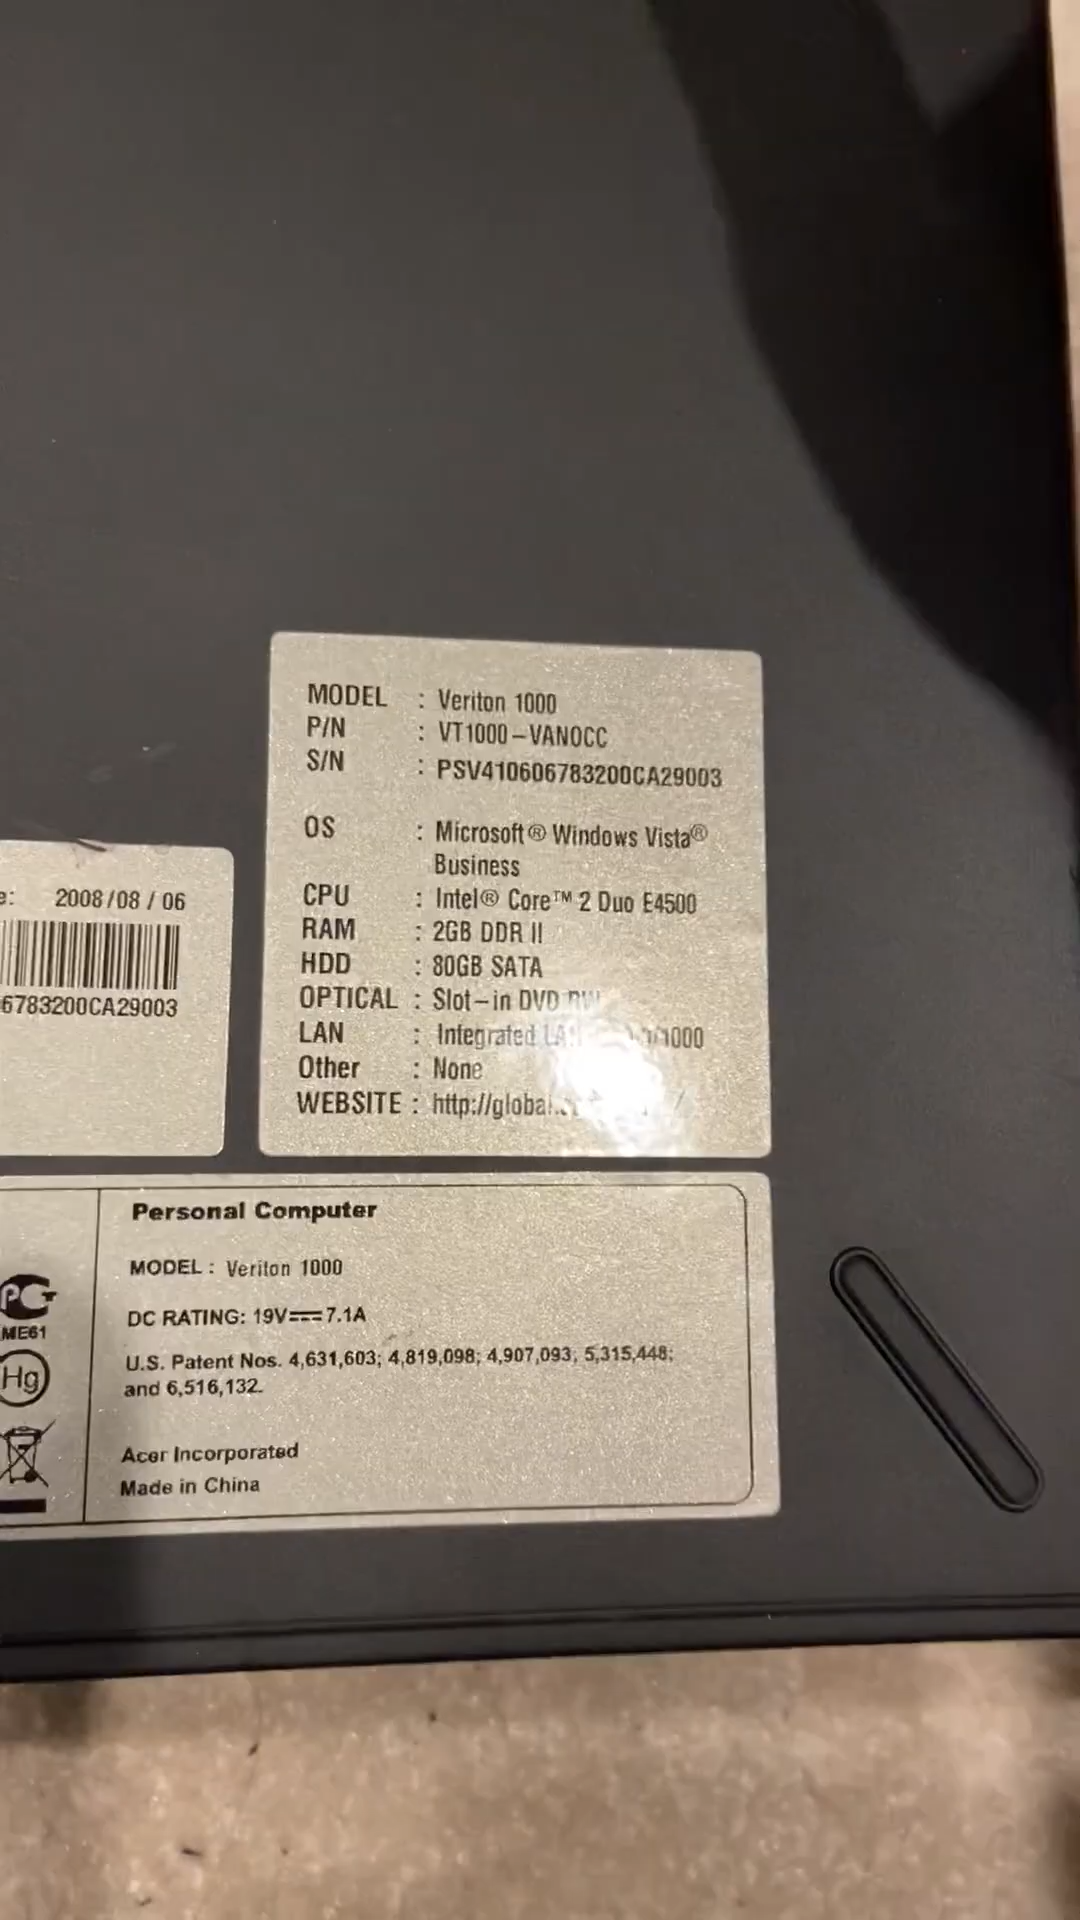 MODEL : Veriton 1000
P/N : VT1000-VANOCC
S/N : PSV410606783200CA29003
OS : Microsoft® Windows Vista®
Business
CPU : Intel® Core™ 2 Duo E4500
RAM : 2GB DDR II
HDD : 80GB SATA
OPTICAL : Slot-in DVD RW
LAN : Integrated LAN
Other : None
WEBSITE : http://global.
2008/08/06
6783200CA29003
Personal Computer
MODEL : Veriton 1000
DC RATING: 19V⎓7.1A
U.S. Patent Nos. 4,631,603; 4,819,098; 4,907,093; 5,315,448;
and 6,516,132.
Acer Incorporated
Made in China
ME61
Hg